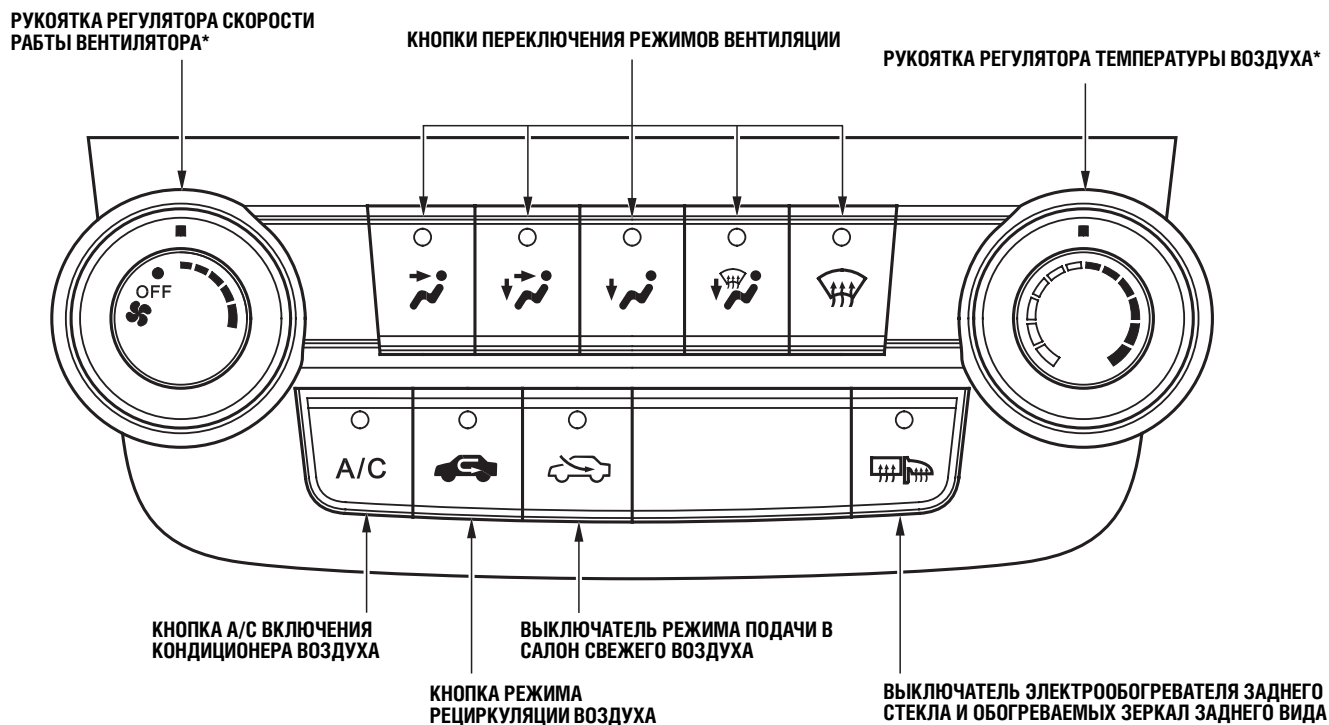 РУКОЯТКА РЕГУЛЯТОРА СКОРОСТИ
РАБТЫ ВЕНТИЛЯТОРА*
КНОПКИ ПЕРЕКЛЮЧЕНИЯ РЕЖИМОВ ВЕНТИЛЯЦИИ
РУКОЯТКА РЕГУЛЯТОРА ТЕМПЕРАТУРЫ ВОЗДУХА*
OFF
A/C
КНОПКА A/C ВКЛЮЧЕНИЯ
КОНДИЦИОНЕРА ВОЗДУХА
КНОПКА РЕЖИМА
РЕЦИРКУЛЯЦИИ ВОЗДУХА
ВЫКЛЮЧАТЕЛЬ РЕЖИМА ПОДАЧИ В
САЛОН СВЕЖЕГО ВОЗДУХА
ВЫКЛЮЧАТЕЛЬ ЭЛЕКТРООБОГРЕВАТЕЛЯ ЗАДНЕГО
СТЕКЛА И ОБОГРЕВАЕМЫХ ЗЕРКАЛ ЗАДНЕГО ВИДА